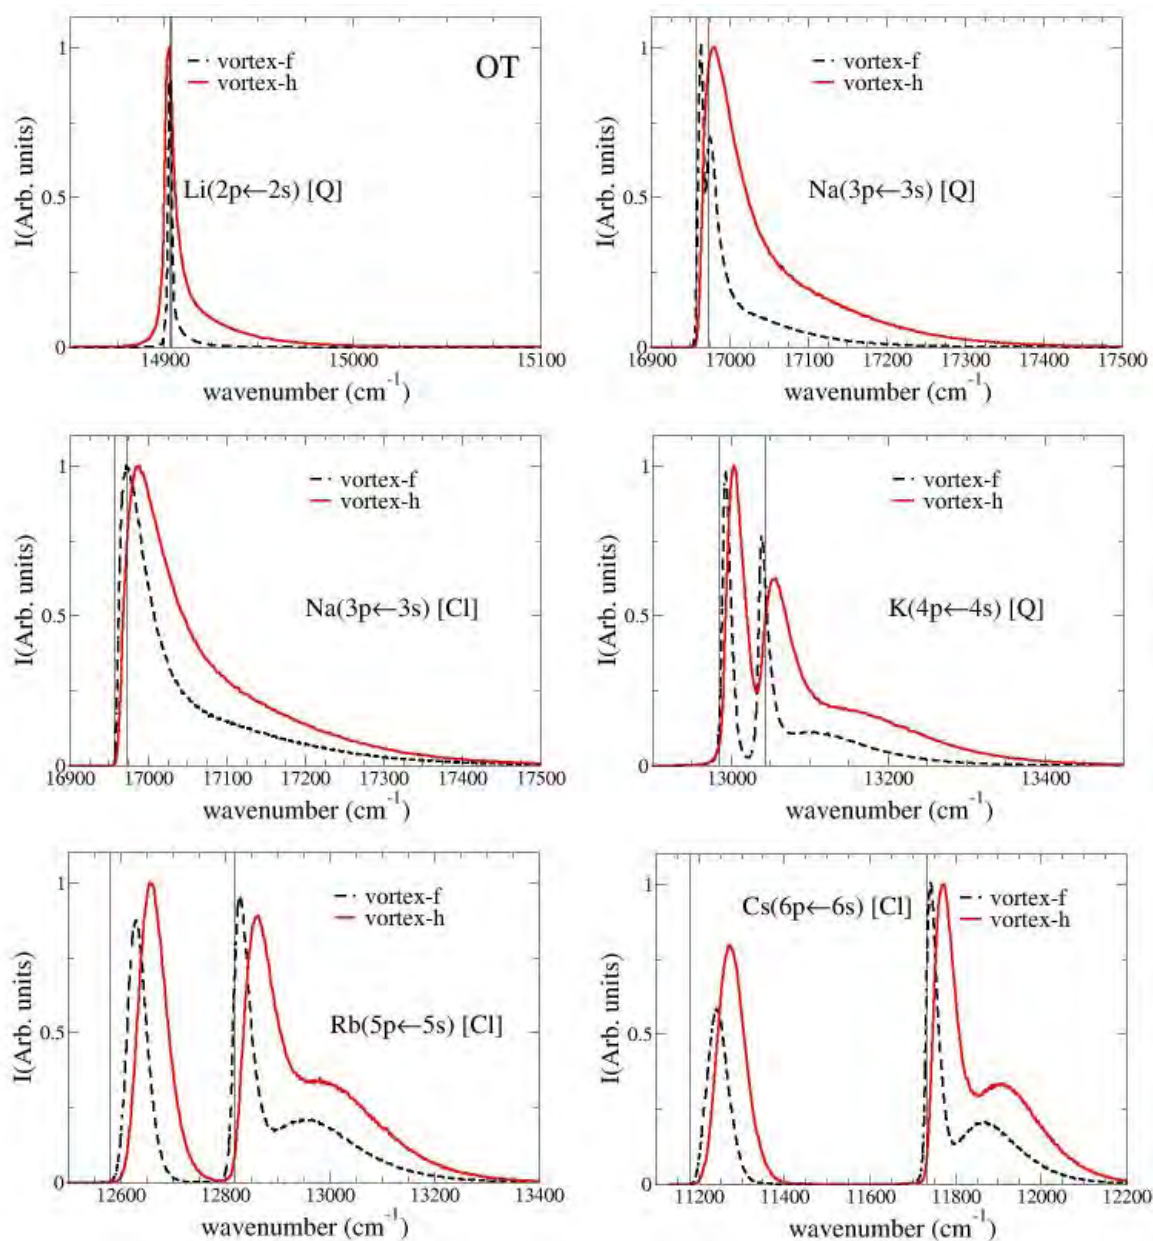 1
0.5
0
I(Arb. units)
vortex-f
vortex-h
OT
Li(2p←2s) [Q]
14900
15000
15100
wavenumber (cm-1)
1
0.5
0
I(Arb. units)
vortex-f
vortex-h
Na(3p←3s) [Q]
16900
17000
17100
17200
17300
17400
17500
wavenumber (cm-1)
1
0.5
0
I(Arb. units)
vortex-f
vortex-h
Na(3p←3s) [Cl]
16900
17000
17100
17200
17300
17400
17500
wavenumber (cm-1)
1
0.5
0
I(Arb. units)
vortex-f
vortex-h
K(4p←4s) [Q]
13000
13200
13400
wavenumber (cm-1)
1
0.5
0
I(Arb. units)
vortex-f
vortex-h
Rb(5p←5s) [Cl]
12600
12800
13000
13200
13400
wavenumber (cm-1)
1
0.5
0
I(Arb. units)
Cs(6p←6s) [Cl]
vortex-f
vortex-h
11200
11400
11600
11800
12000
12200
wavenumber (cm-1)